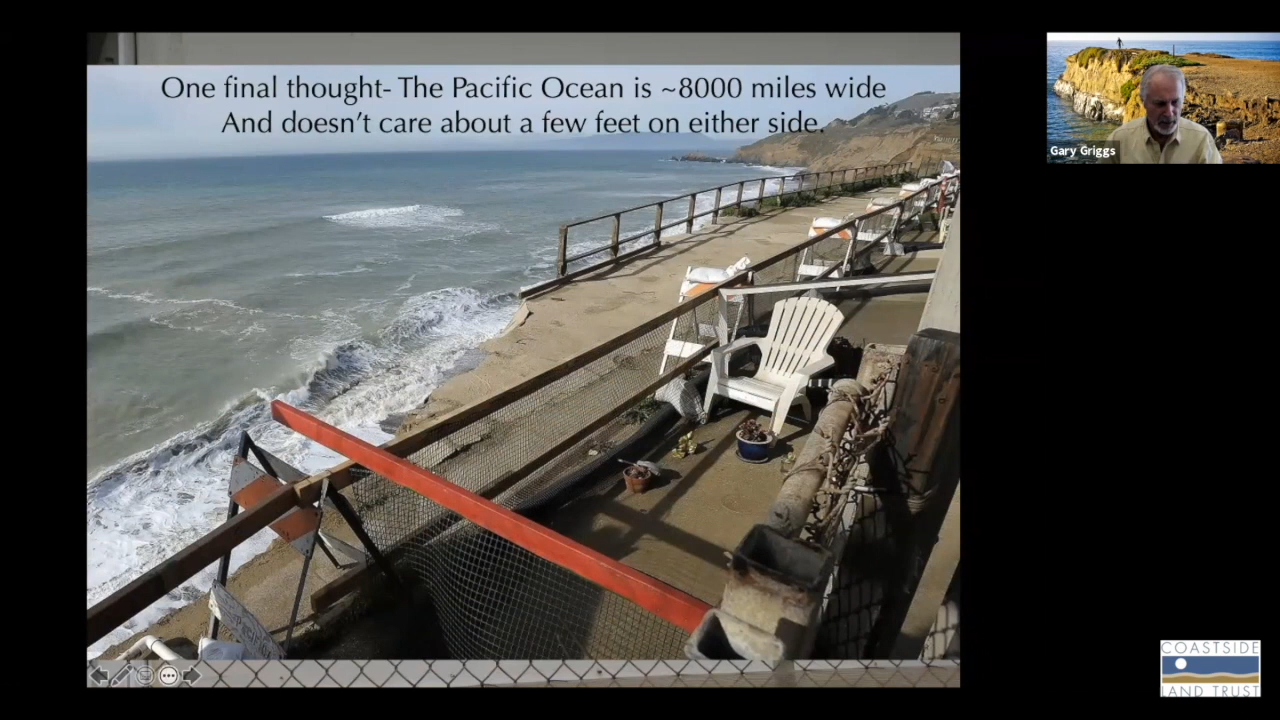 One final thought- The Pacific Ocean is ~8000 miles wide
And doesn't care about a few feet on either side.
Gary Griggs
COASTSIDE
LAND TRUST